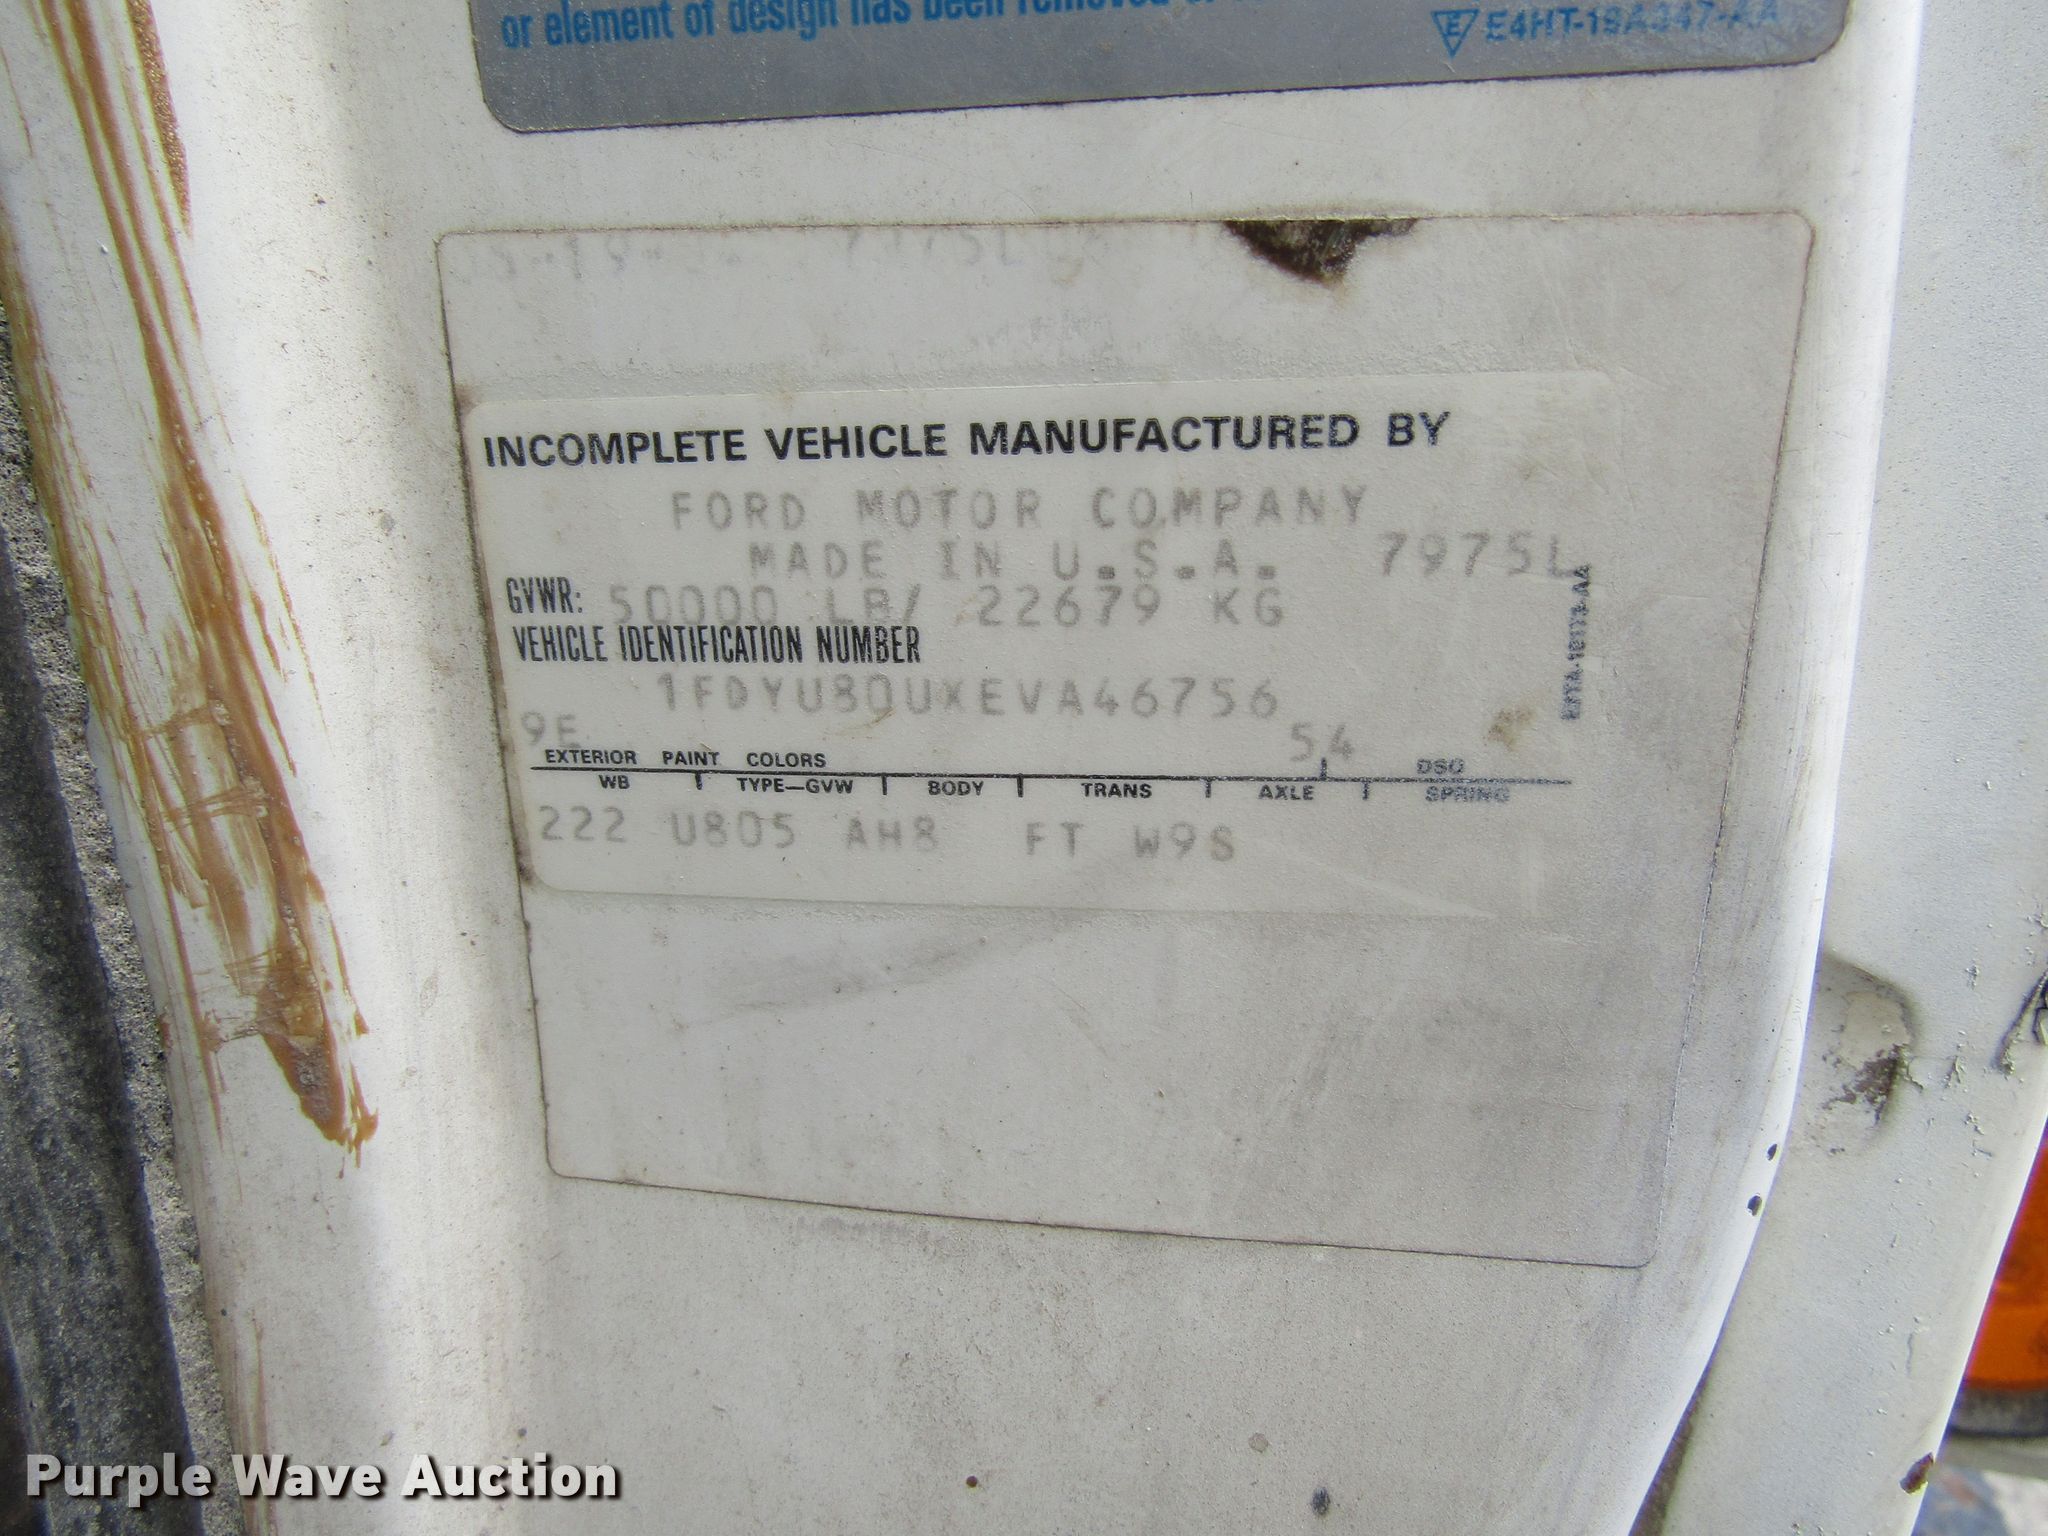 or element of design has been removed
E E4HT-19A347-AA
7975L
INCOMPLETE VEHICLE MANUFACTURED BY
FORD MOTOR COMPANY
MADE IN U.S.A. 7975L
GVWR: 50000 LB/ 22679 KG
VEHICLE IDENTIFICATION NUMBER
1FDYU80UXEVA46756
9E 54
EXTERIOR PAINT COLORS DSO
WB TYPE-GVW BODY TRANS AXLE SPRING
222 U805 AH8 FT W9S
Purple Wave Auction